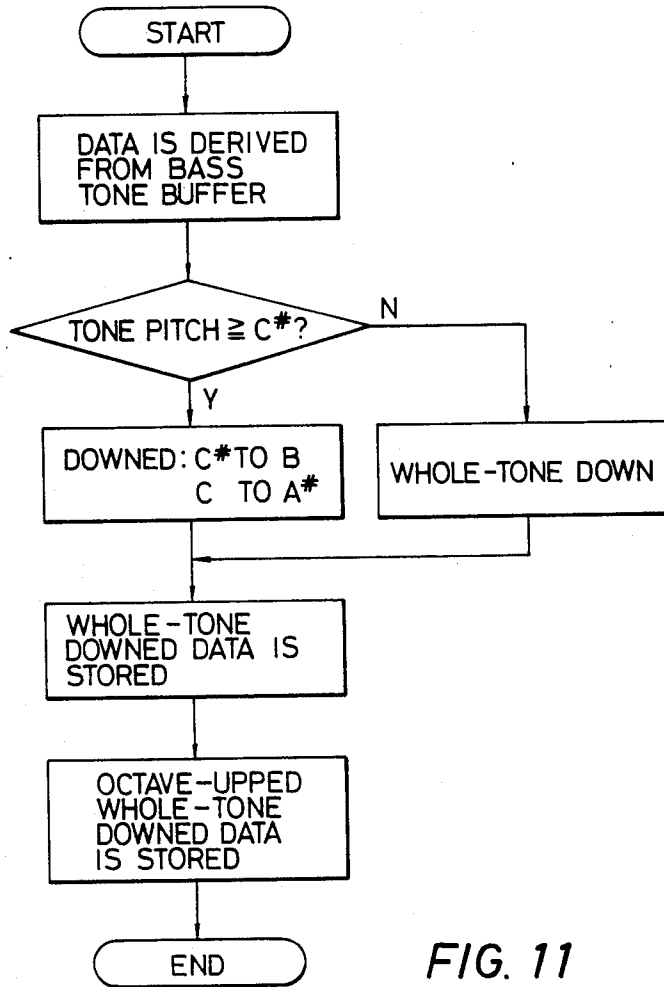 START
DATA IS DERIVED
FROM BASS
TONE BUFFER
TONE PITCH ≧ C#?
N
Y
DOWNED: C# TO B
C TO A#
WHOLE-TONE DOWN
WHOLE-TONE
DOWNED DATA IS
STORED
OCTAVE-UPPED
WHOLE-TONE
DOWNED DATA
IS STORED
END
FIG. 11